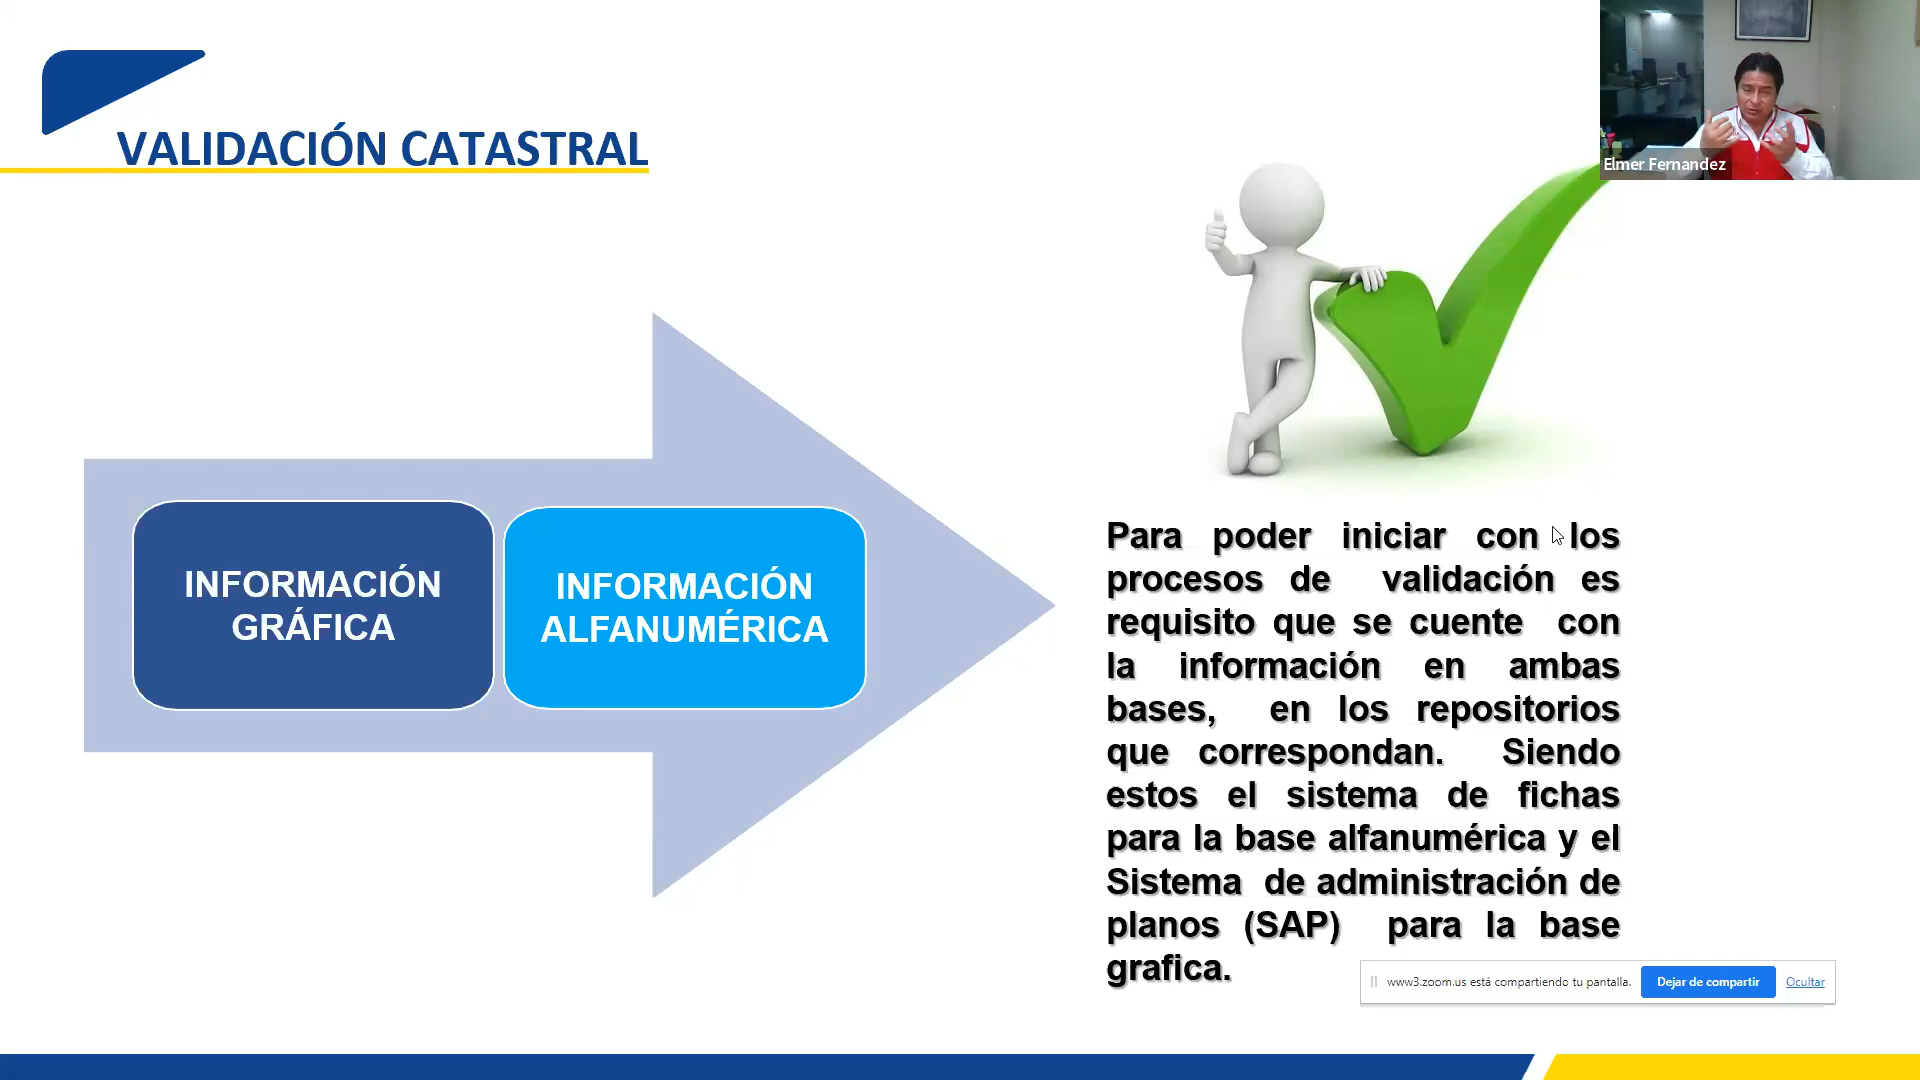 VALIDACIÓN CATASTRAL
Elmer Fernandez
INFORMACIÓN
GRÁFICA
INFORMACIÓN
ALFANUMÉRICA
Para poder iniciar con los
procesos de validación es
requisito que se cuente con
la información en ambas
bases, en los repositorios
que correspondan. Siendo
estos el sistema de fichas
para la base alfanumérica y el
Sistema de administración de
planos (SAP) para la base
grafica.
www3.zoom.us está compartiendo tu pantalla.
Dejar de compartir
Ocultar